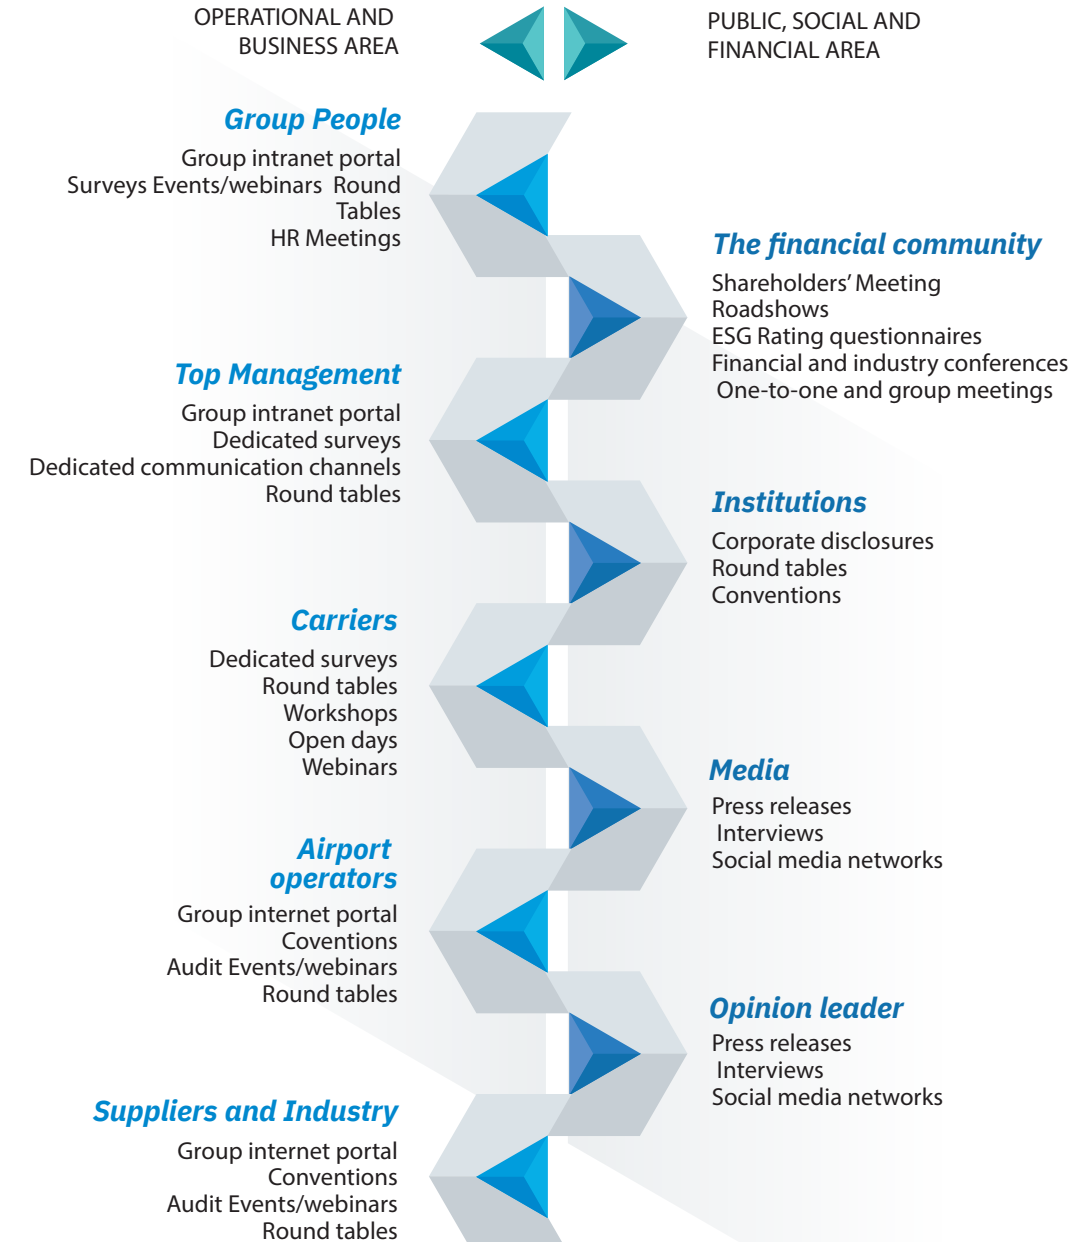 OPERATIONAL AND
BUSINESS AREA
PUBLIC, SOCIAL AND
FINANCIAL AREA
Group People
Group intranet portal
Surveys Events/webinars Round
Tables
HR Meetings
The financial community
Shareholders’ Meeting
Roadshows
ESG Rating questionnaires
Financial and industry conferences
One-to-one and group meetings
Top Management
Group intranet portal
Dedicated surveys
Dedicated communication channels
Round tables
Institutions
Corporate disclosures
Round tables
Conventions
Carriers
Dedicated surveys
Round tables
Workshops
Open days
Webinars
Media
Press releases
Interviews
Social media networks
Airport
operators
Group internet portal
Coventions
Audit Events/webinars
Round tables
Opinion leader
Press releases
Interviews
Social media networks
Suppliers and Industry
Group internet portal
Conventions
Audit Events/webinars
Round tables